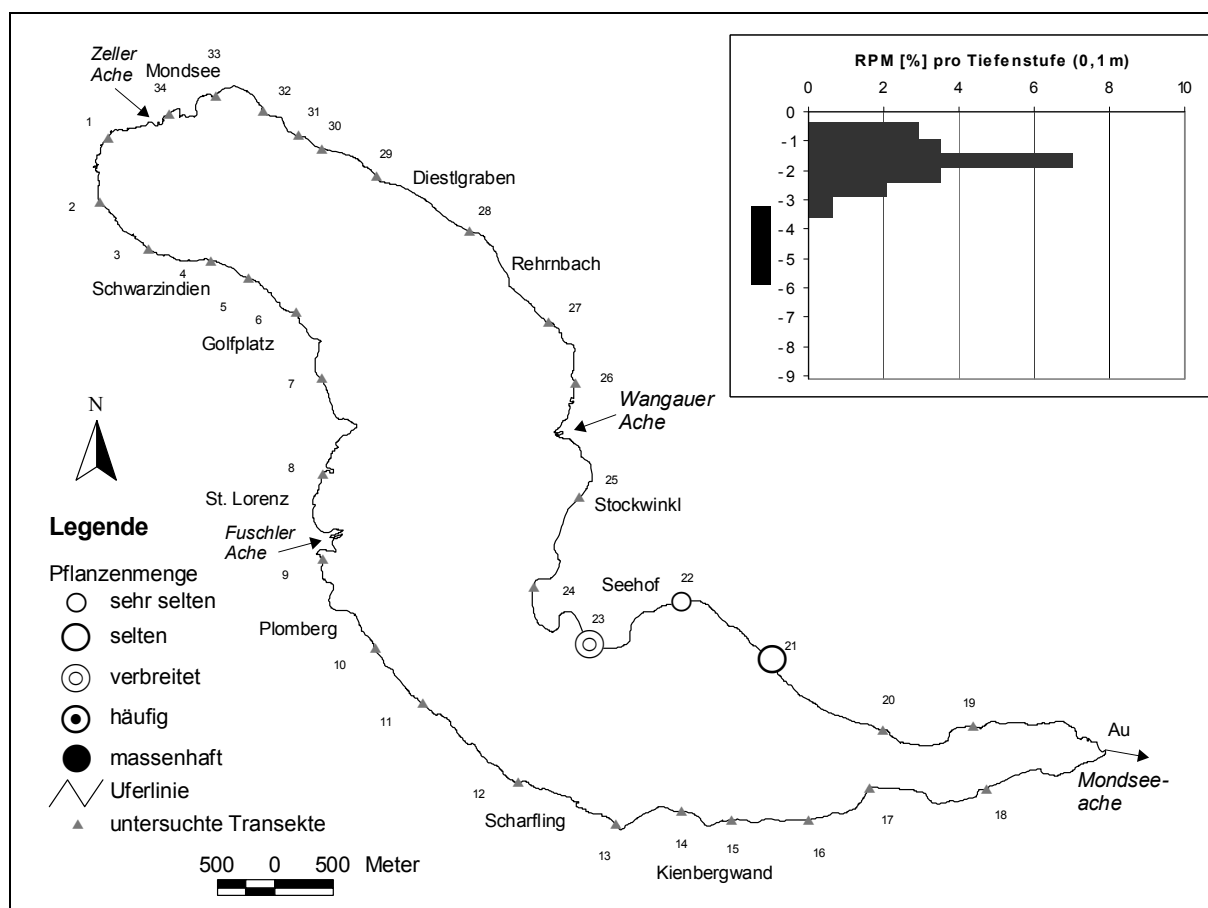 Zeller
Ache
Mondsee
33
34
32
31
30
1
29
Diestlgraben
2
28
3
Rehrnbach
4
Schwarzindien
5
6
27
Golfplatz
7
26
Wangauer
Ache
N
8
25
St. Lorenz
Stockwinkl
Fuschler
Ache
9
24
Seehof
22
23
Plomberg
21
10
11
20
19
Au
Mondsee-
ache
12
Scharfling
13
14
15
16
17
18
Kienbergwand
Legende
Pflanzenmenge
sehr selten
selten
verbreitet
häufig
massenhaft
Uferlinie
untersuchte Transekte
500 0 500 Meter
RPM [%] pro Tiefenstufe (0,1m)
0 2 4 6 8 10
0
-1
-2
-3
-4
-5
-6
-7
-8
-9